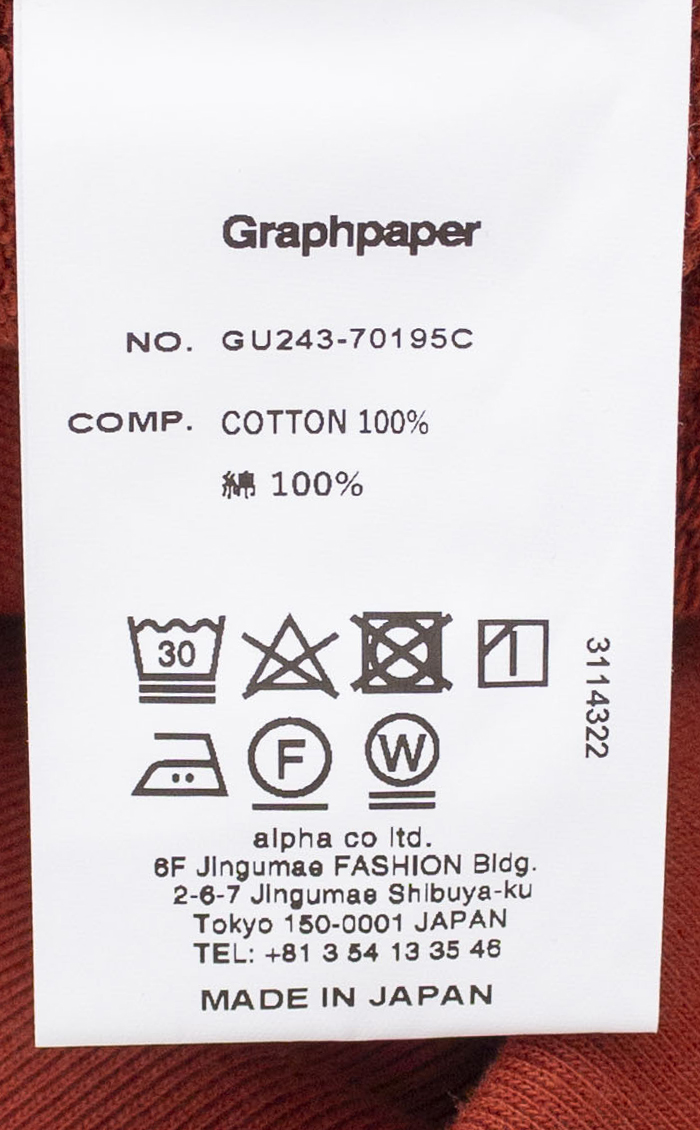 Graphpaper
NO. GU243-70195C
COMP. COTTON 100%
綿 100%
30
3114322
F W
alpha co ltd.
6F Jingumae FASHION Bldg.
2-6-7 Jingumae Shibuya-ku
Tokyo 150-0001 JAPAN
TEL: +81 3 54 13 35 46
MADE IN JAPAN